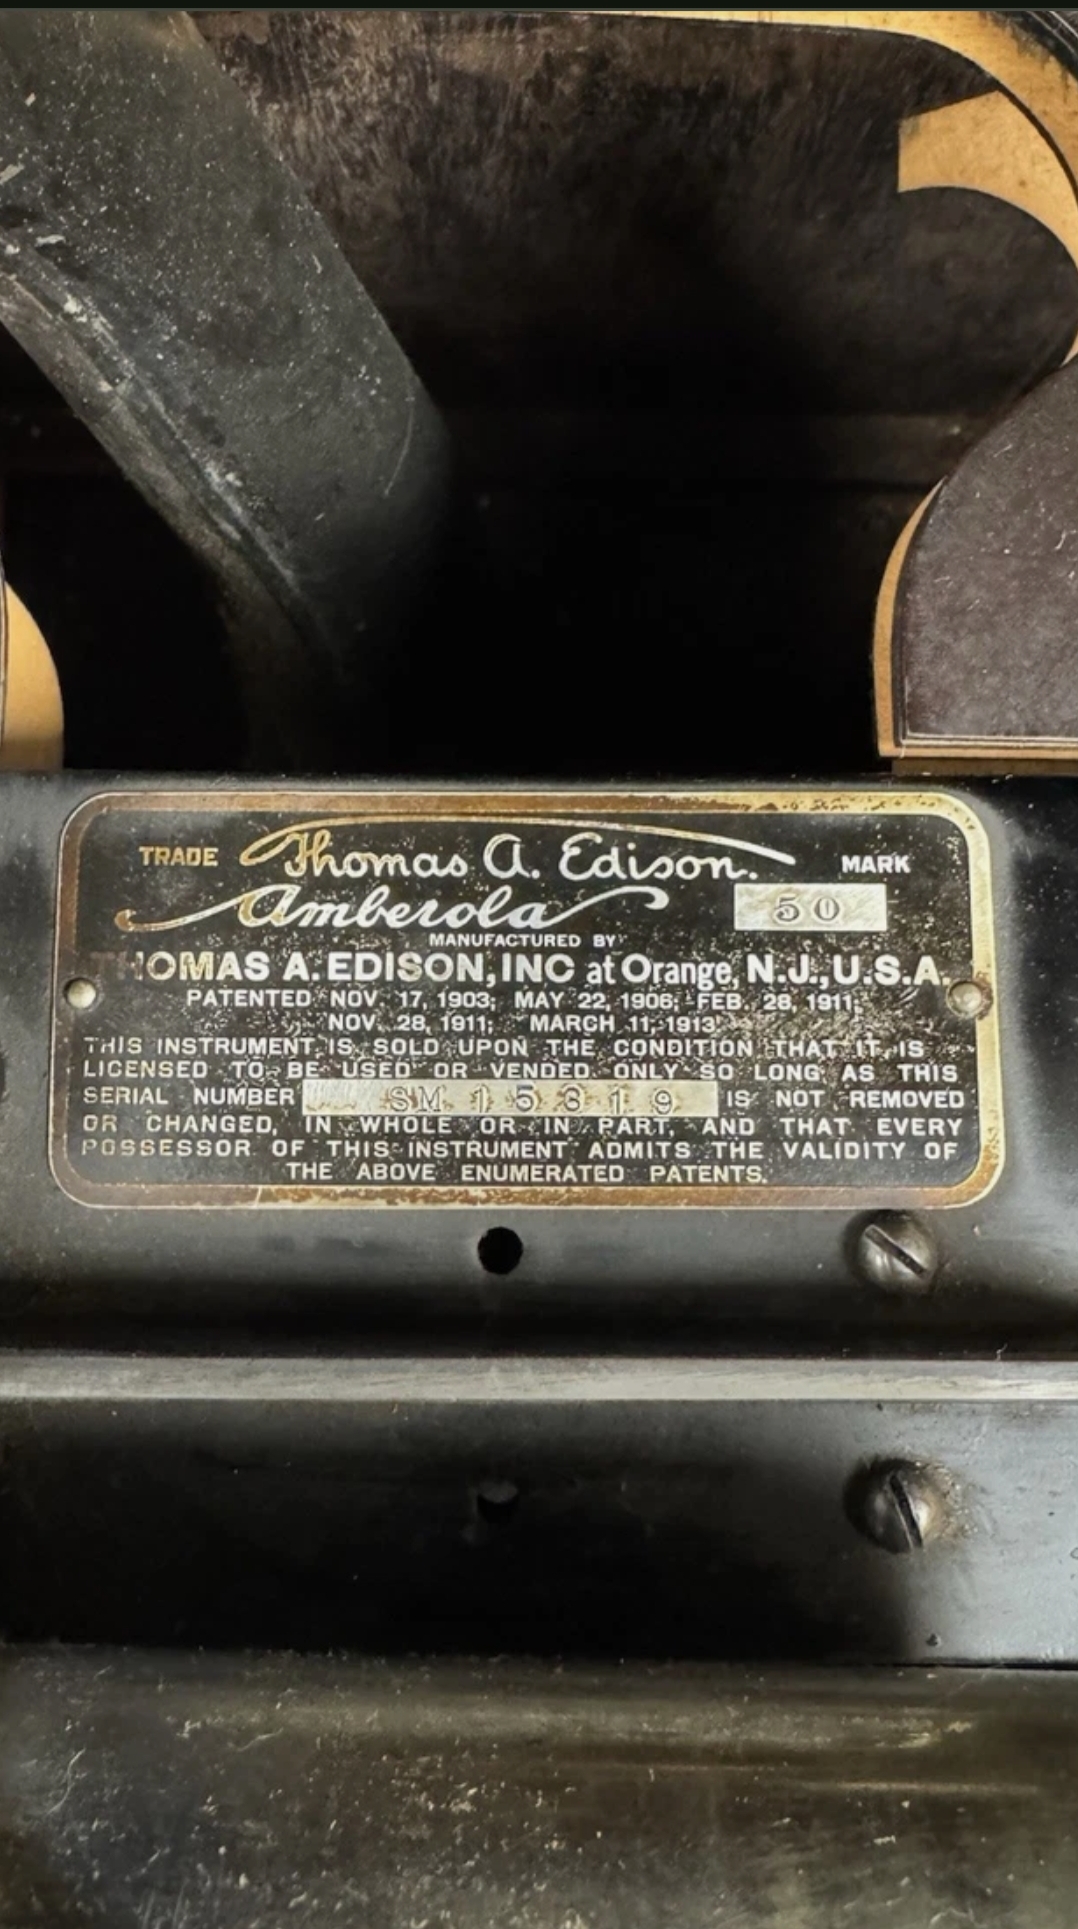 TRADE Thomas A. Edison. MARK
Amberola 50
MANUFACTURED BY
THOMAS A. EDISON, INC at Orange, N.J., U.S.A.
PATENTED NOV. 17, 1903; MAY 22, 1906; FEB. 28, 1911;
NOV. 28, 1911; MARCH 11, 1913
THIS INSTRUMENT IS SOLD UPON THE CONDITION THAT IT IS
LICENSED TO BE USED OR VENDED ONLY SO LONG AS THIS
SERIAL NUMBER SM 15319 IS NOT REMOVED
OR CHANGED, IN WHOLE OR IN PART, AND THAT EVERY
POSSESSOR OF THIS INSTRUMENT ADMITS THE VALIDITY OF
THE ABOVE ENUMERATED PATENTS.